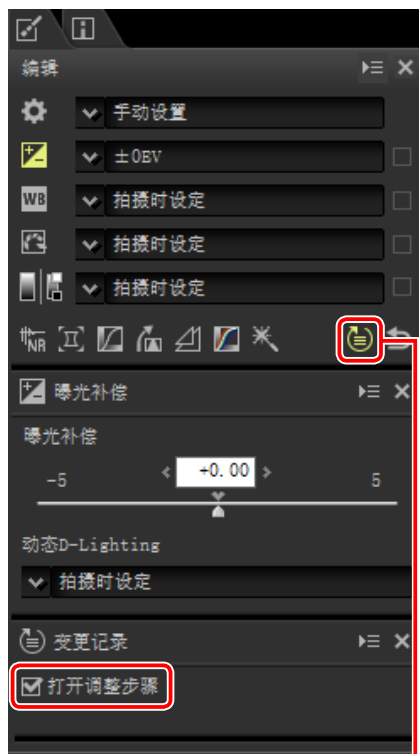 编辑
手动设置
±0EV
WB 拍摄时设定
拍摄时设定
拍摄时设定
NR
曝光补偿
曝光补偿
-5 +0.00 5
动态D-Lighting
拍摄时设定
变更记录
打开调整步骤